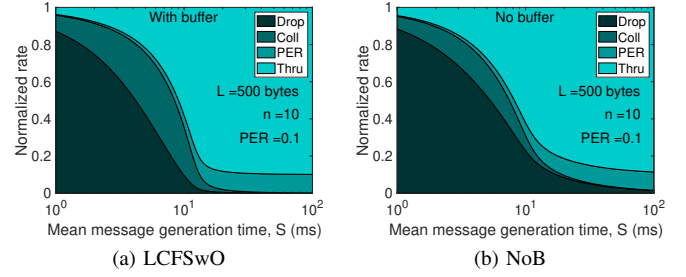 With buffer
Normalized rate
1
0.8
0.6
0.4
0.2
0
Drop
Coll
PER
Thru
L =500 bytes
n =10
PER =0.1
10^0
10^1
10^2
Mean message generation time, S (ms)
(a) LCFSwO
No buffer
Normalized rate
1
0.8
0.6
0.4
0.2
0
Drop
Coll
PER
Thru
L =500 bytes
n =10
PER =0.1
10^0
10^1
10^2
Mean message generation time, S (ms)
(b) NoB